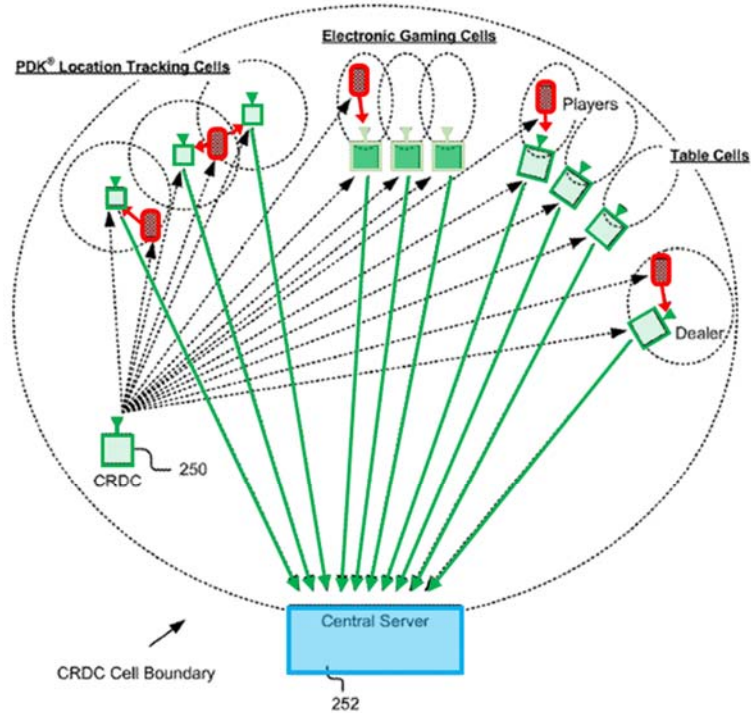 Electronic Gaming Cells
PDK® Location Tracking Cells
Players
Table Cells
Dealer
250
CRDC
Central Server
CRDC Cell Boundary
252